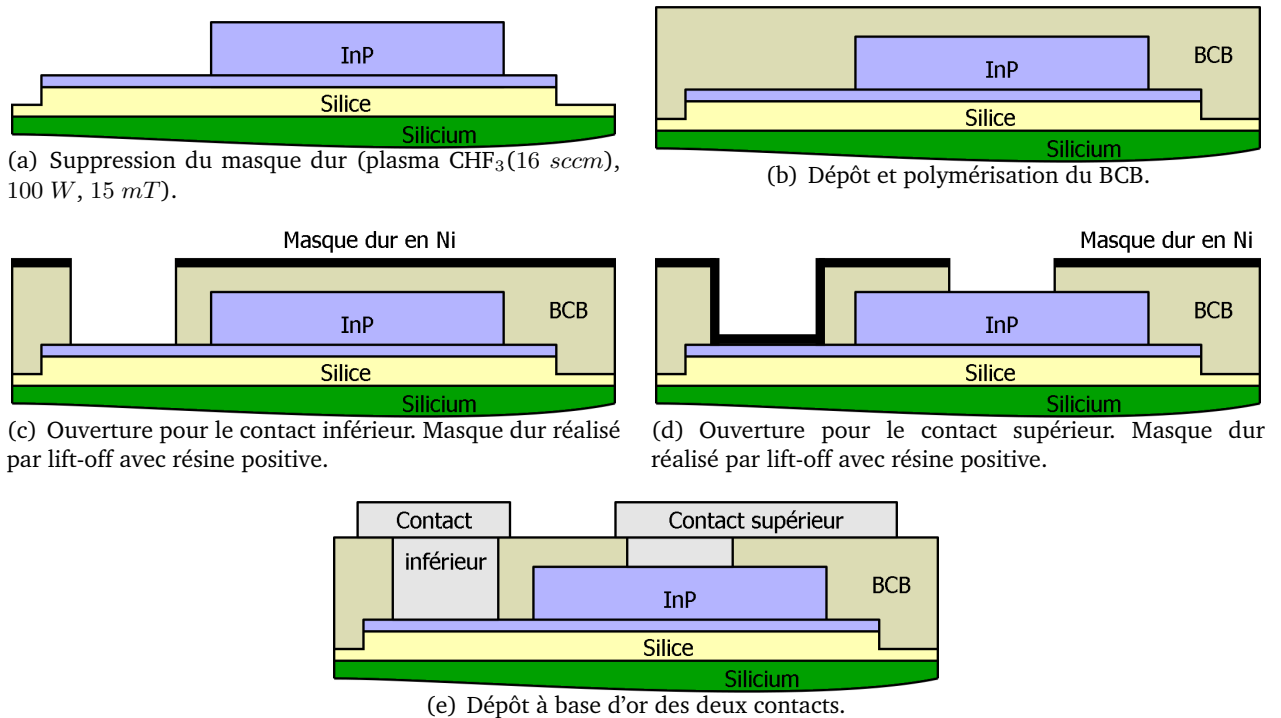 InP
Silice
Silicium
(a) Suppression du masque dur (plasma CHF₃(16 sccm),
100 W, 15 mT).
BCB
InP
Silice
Silicium
(b) Dépôt et polymérisation du BCB.
Masque dur en Ni
BCB
InP
Silice
Silicium
(c) Ouverture pour le contact inférieur. Masque dur réalisé
par lift-off avec résine positive.
Masque dur en Ni
BCB
InP
Silice
Silicium
(d) Ouverture pour le contact supérieur. Masque dur
réalisé par lift-off avec résine positive.
Contact
Contact supérieur
inférieur
BCB
InP
Silice
Silicium
(e) Dépôt à base d'or des deux contacts.